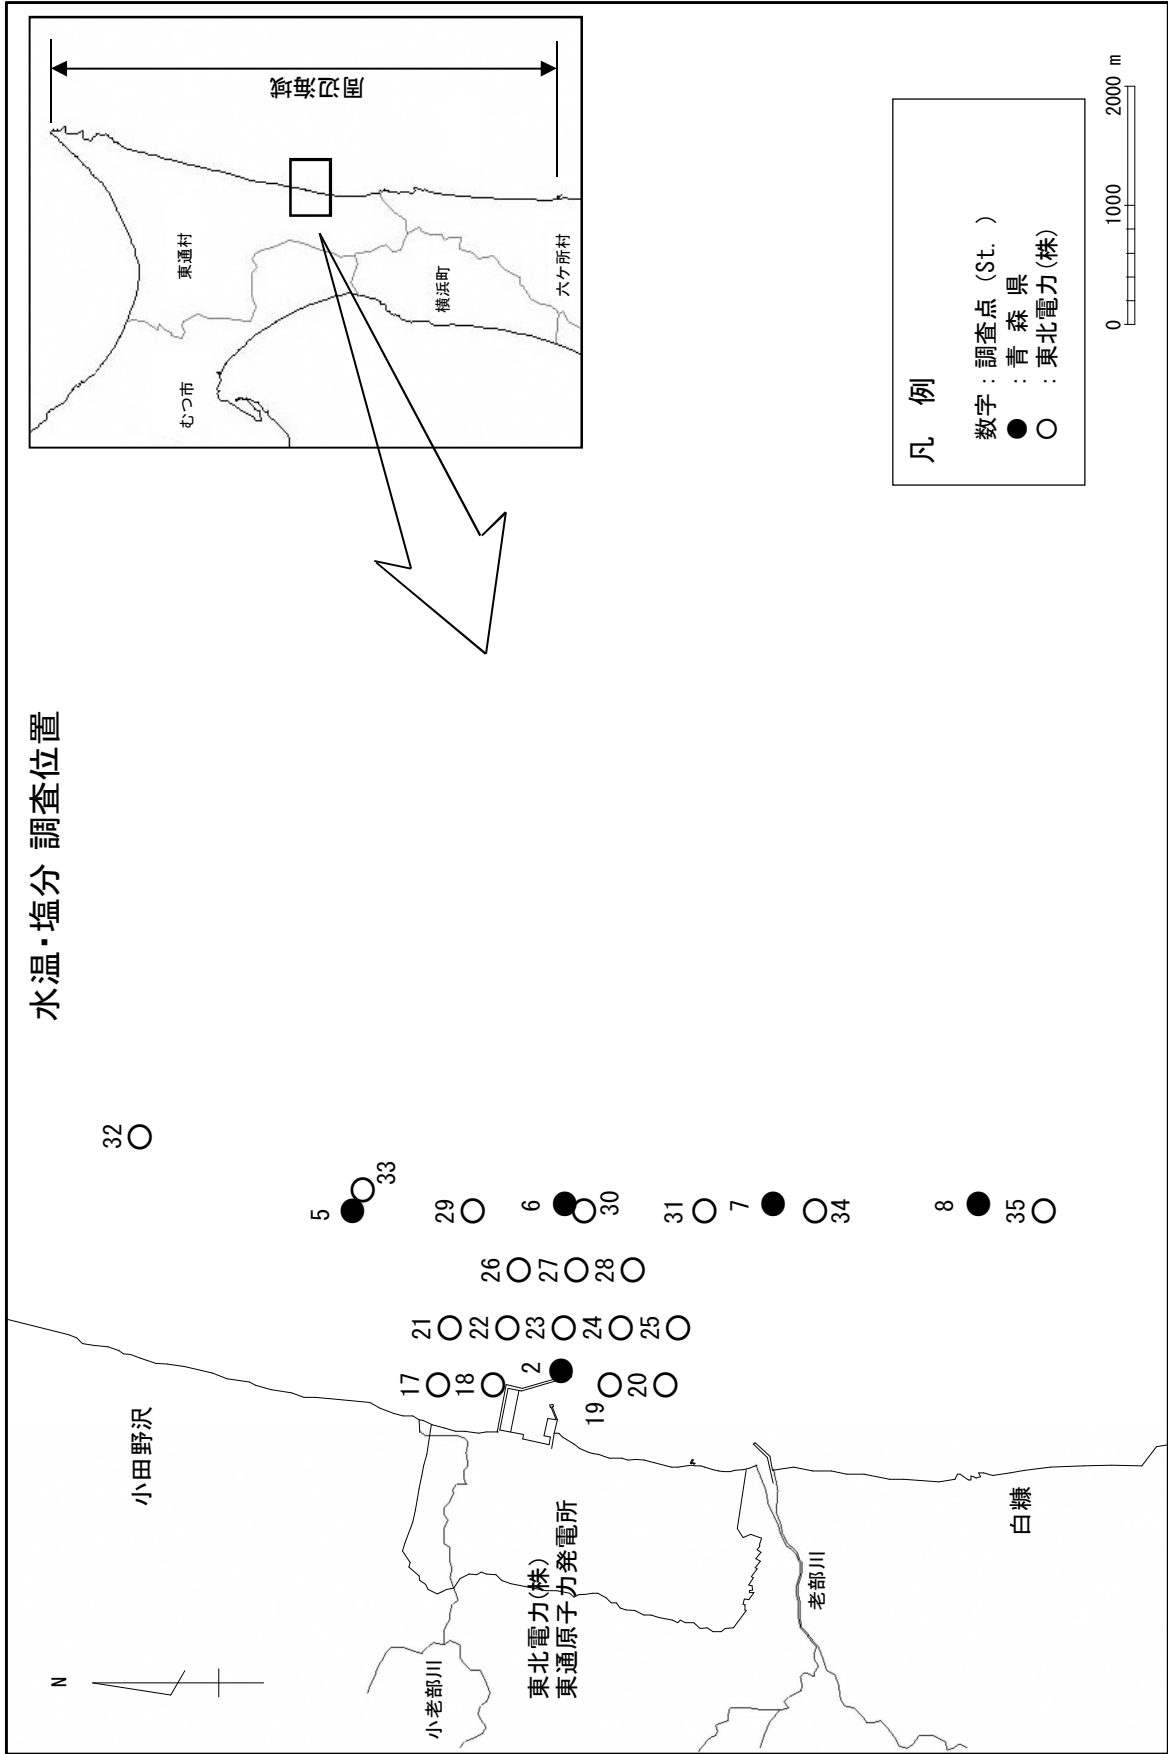 水温・塩分 調査位置
N
小田野沢
小老部川
東北電力(株)
東通原子力発電所
老部川
白糠
32
5
33
29
6
30
31
7
34
8
35
26
27
28
21
22
23
24
25
17
18
2
19
20
周辺海域
むつ市
東通村
横浜町
六ケ所村
凡 例
数字 : 調査点 (St. )
● : 青 森 県
○ : 東北電力(株)
0 1000 2000 m